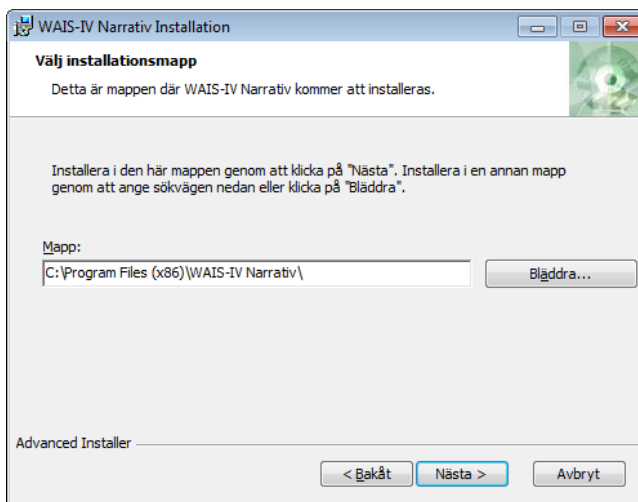 WAIS-IV Narrativ Installation
Välj installationsmapp
Detta är mappen där WAIS-IV Narrativ kommer att installeras.
Installera i den här mappen genom att klicka på "Nästa". Installera i en annan mapp
genom att ange sökvägen nedan eller klicka på "Bläddra".
Mapp:
C:\Program Files (x86)\WAIS-IV Narrativ\
Bläddra...
Advanced Installer
< Bakåt
Nästa >
Avbryt